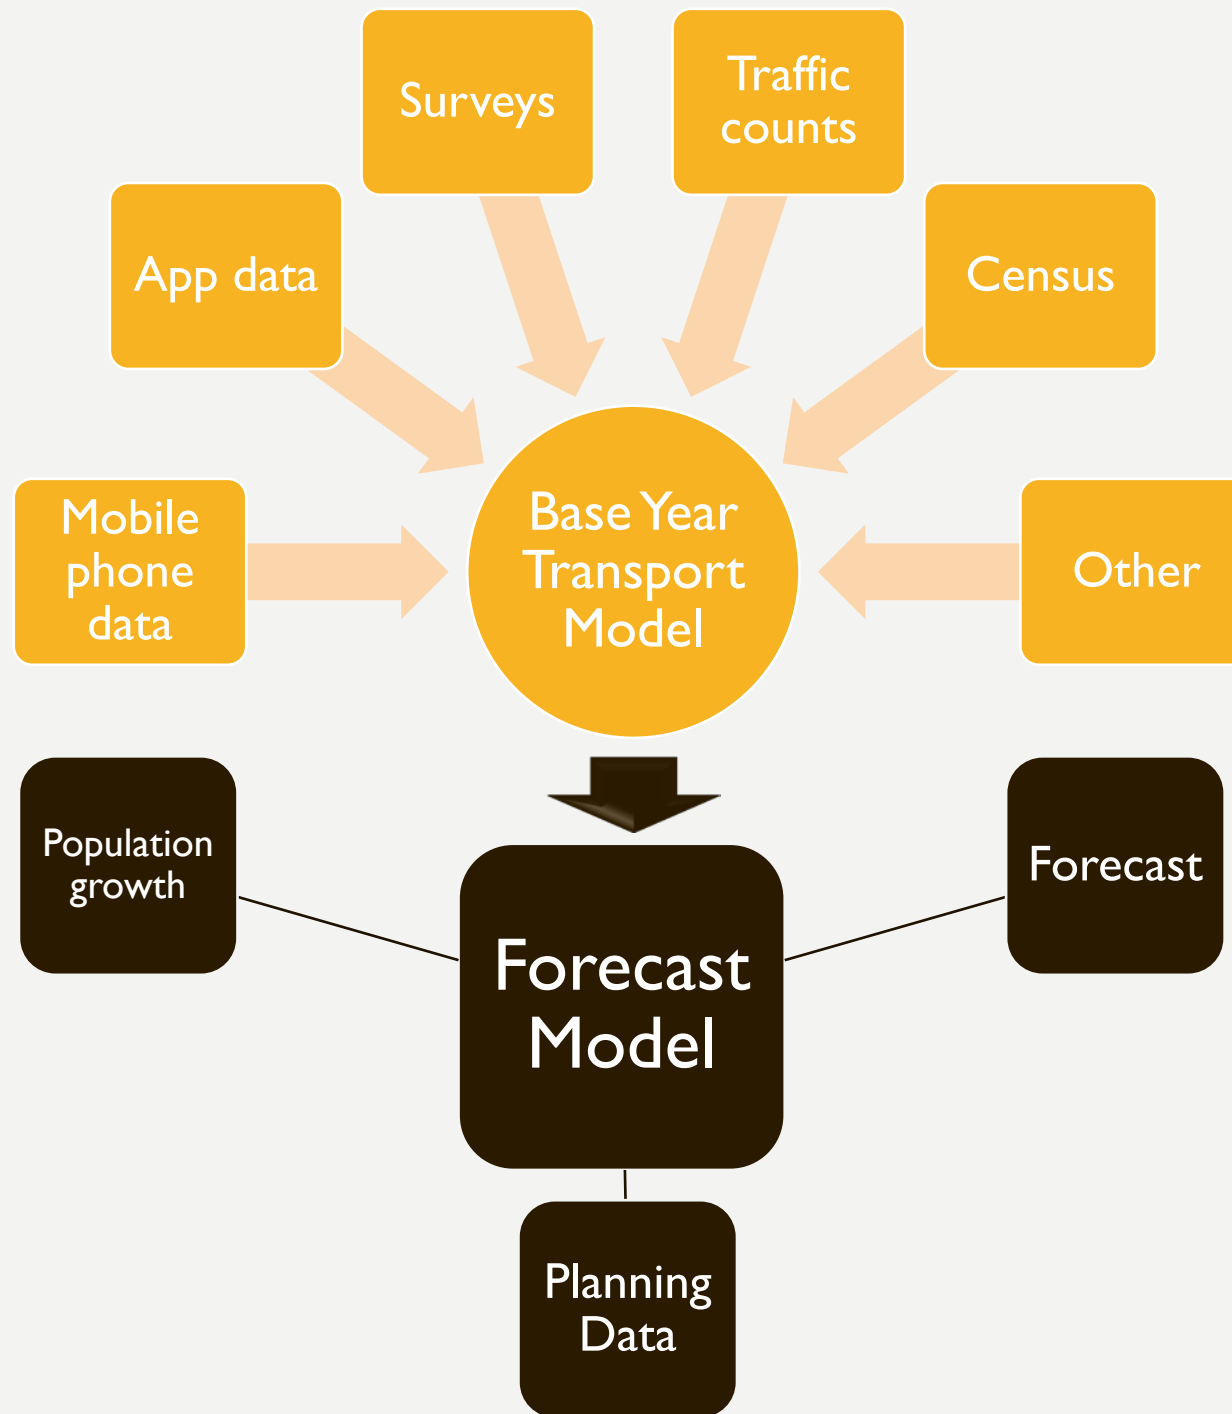 Surveys
Traffic
counts
App data
Census
Mobile
phone
data
Base Year
Transport
Model
Other
Population
growth
Forecast
Forecast
Model
Planning
Data